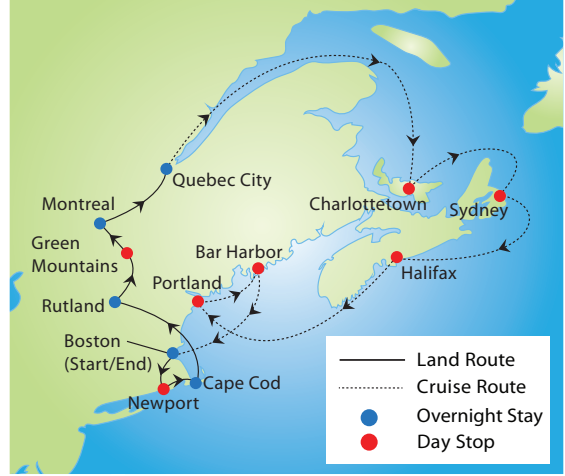 Quebec City
Montreal
Charlottetown
Sydney
Green
Mountains
Bar Harbor
Halifax
Portland
Rutland
Boston
(Start/End)
Cape Cod
Newport
Land Route
Cruise Route
Overnight Stay
Day Stop